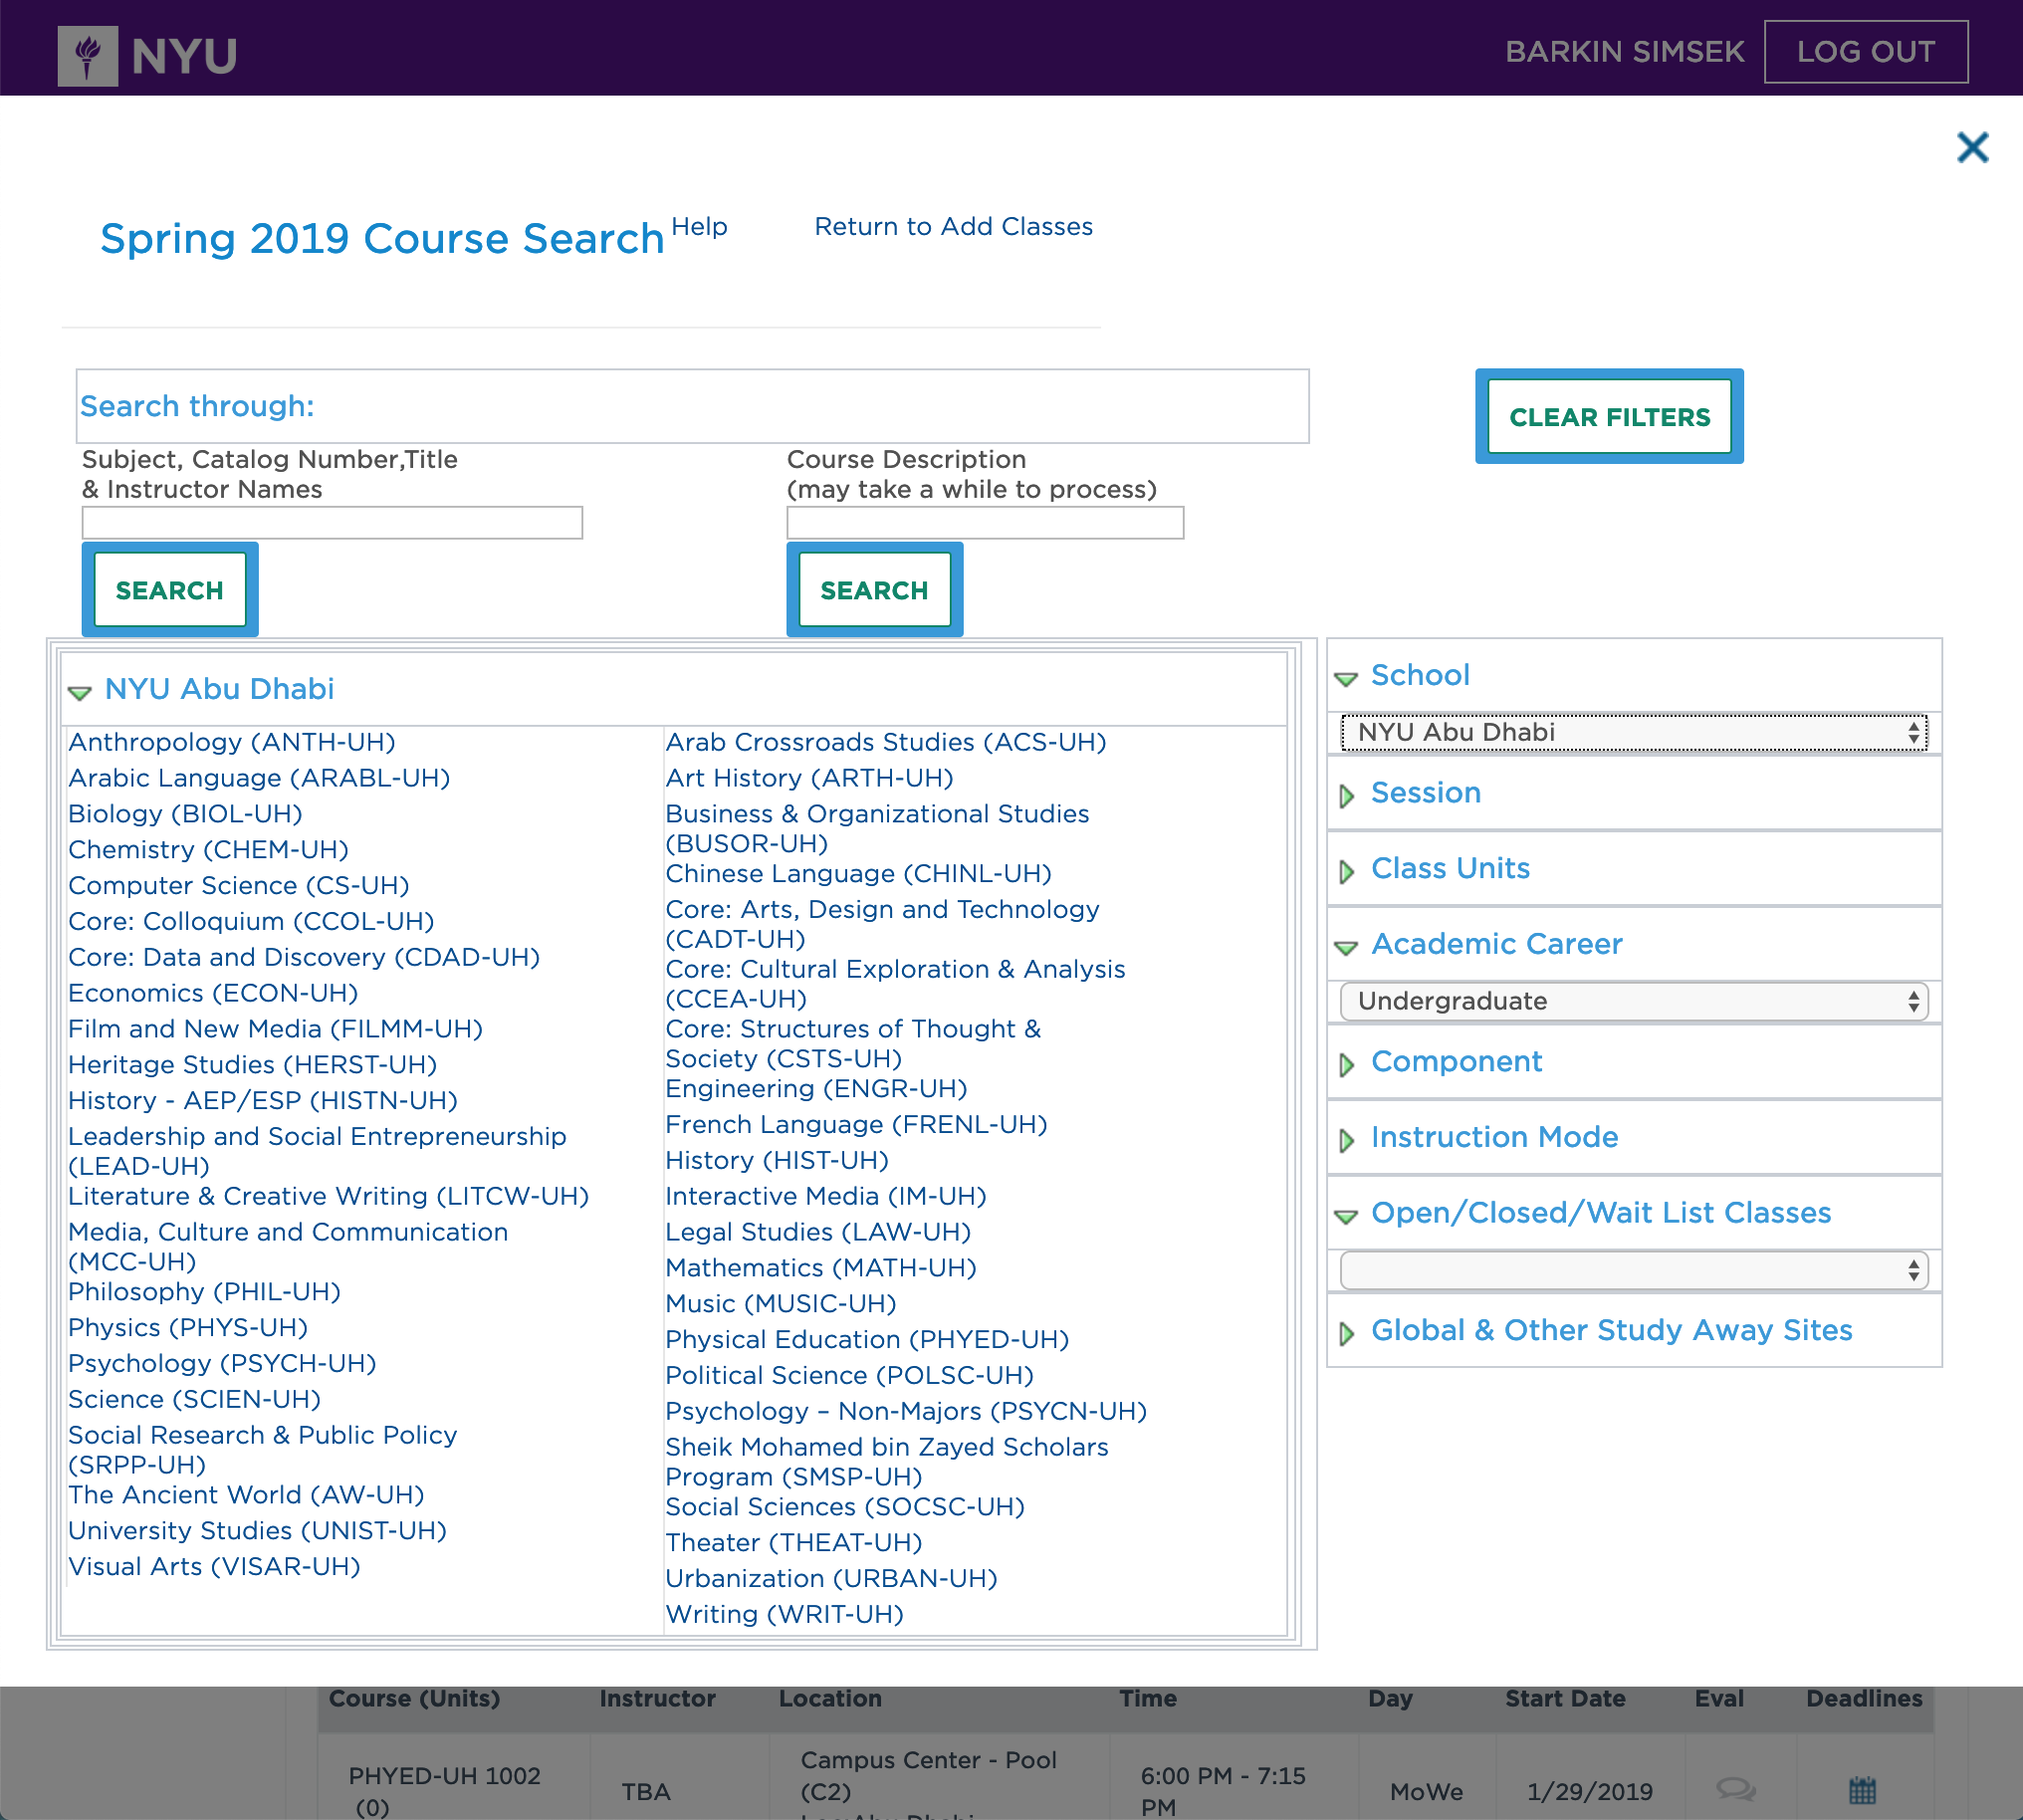 NYU
BARKIN SIMSEK
LOG OUT
Spring 2019 Course Search
Help
Return to Add Classes
Search through:
CLEAR FILTERS
Subject, Catalog Number,Title
& Instructor Names
SEARCH
Course Description
(may take a while to process)
SEARCH
NYU Abu Dhabi
Anthropology (ANTH-UH)
Arabic Language (ARABL-UH)
Biology (BIOL-UH)
Chemistry (CHEM-UH)
Computer Science (CS-UH)
Core: Colloquium (CCOL-UH)
Core: Data and Discovery (CDAD-UH)
Economics (ECON-UH)
Film and New Media (FILMM-UH)
Heritage Studies (HERST-UH)
History - AEP/ESP (HISTN-UH)
Leadership and Social Entrepreneurship
(LEAD-UH)
Literature & Creative Writing (LITCW-UH)
Media, Culture and Communication
(MCC-UH)
Philosophy (PHIL-UH)
Physics (PHYS-UH)
Psychology (PSYCH-UH)
Science (SCIEN-UH)
Social Research & Public Policy
(SRPP-UH)
The Ancient World (AW-UH)
University Studies (UNIST-UH)
Visual Arts (VISAR-UH)
Arab Crossroads Studies (ACS-UH)
Art History (ARTH-UH)
Business & Organizational Studies
(BUSOR-UH)
Chinese Language (CHINL-UH)
Core: Arts, Design and Technology
(CADT-UH)
Core: Cultural Exploration & Analysis
(CCEA-UH)
Core: Structures of Thought &
Society (CSTS-UH)
Engineering (ENGR-UH)
French Language (FRENL-UH)
History (HIST-UH)
Interactive Media (IM-UH)
Legal Studies (LAW-UH)
Mathematics (MATH-UH)
Music (MUSIC-UH)
Physical Education (PHYED-UH)
Political Science (POLSC-UH)
Psychology – Non-Majors (PSYCN-UH)
Sheik Mohamed bin Zayed Scholars
Program (SMSP-UH)
Social Sciences (SOCSC-UH)
Theater (THEAT-UH)
Urbanization (URBAN-UH)
Writing (WRIT-UH)
School
NYU Abu Dhabi
Session
Class Units
Academic Career
Undergraduate
Component
Instruction Mode
Open/Closed/Wait List Classes
Global & Other Study Away Sites
Course (Units)
Instructor
Location
Time
Day
Start Date
Eval
Deadlines
PHYED-UH 1002
(0)
TBA
Campus Center - Pool
(C2)
6:00 PM - 7:15
PM
MoWe
1/29/2019